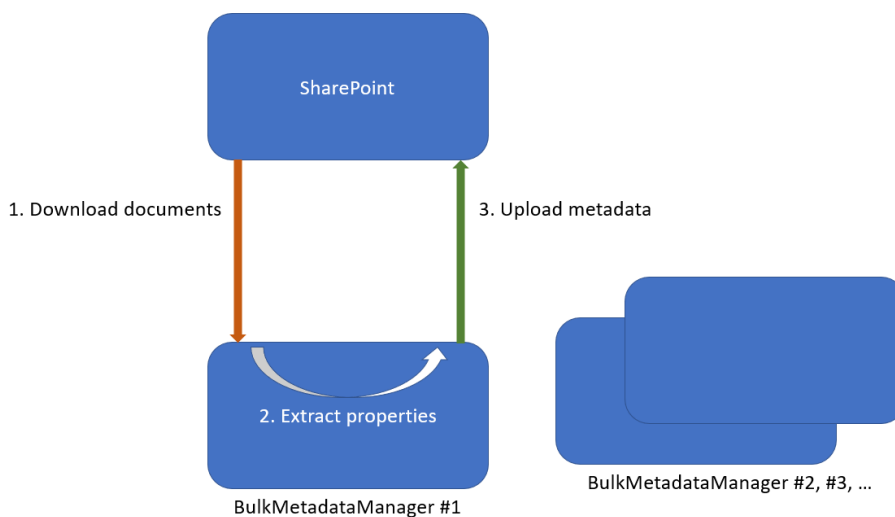 SharePoint
1. Download documents
3. Upload metadata
2. Extract properties
BulkMetadataManager #1
BulkMetadataManager #2, #3, ...